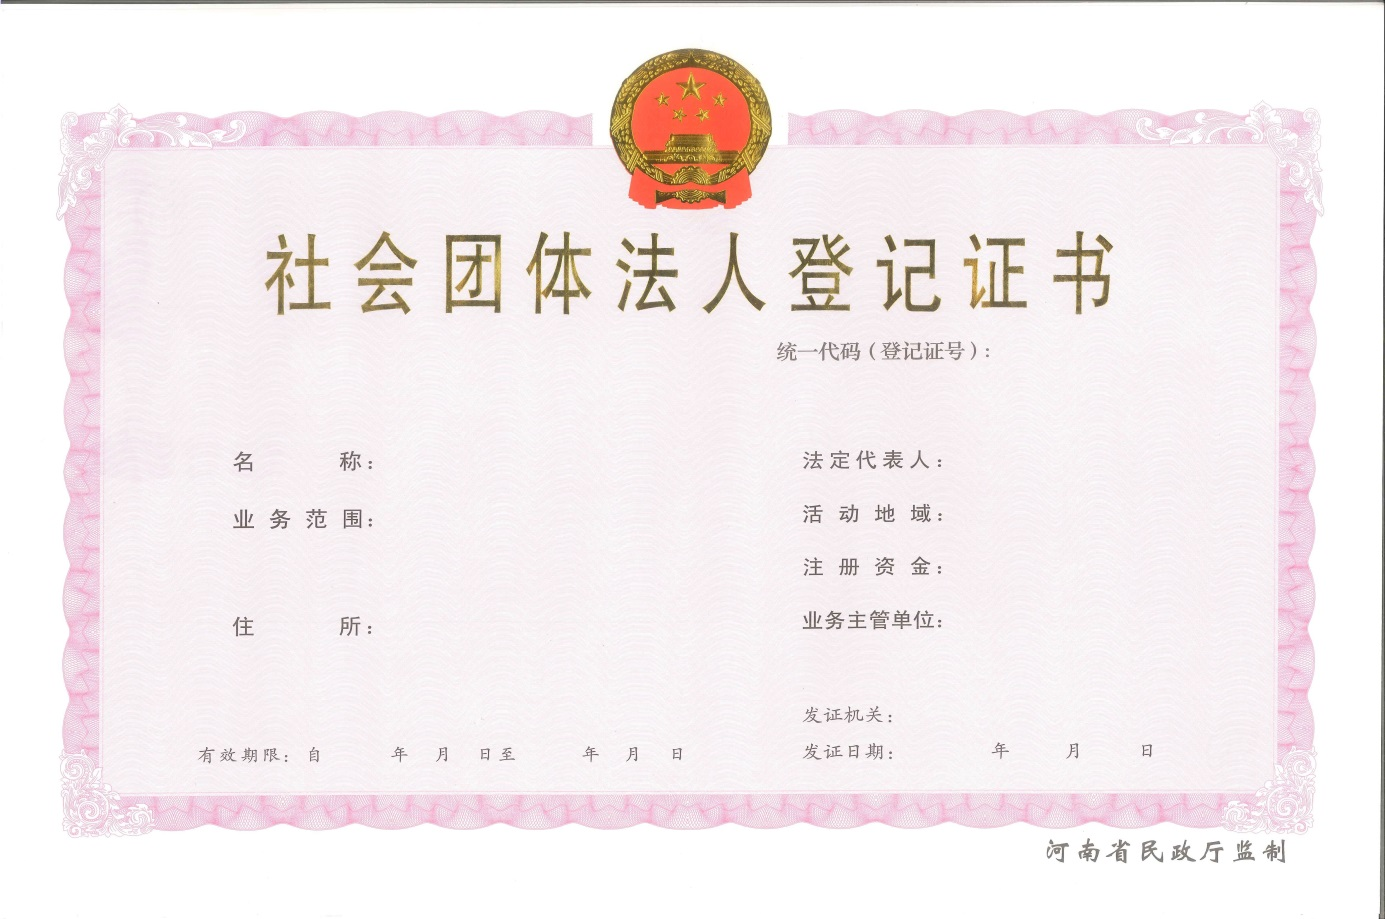 社会团体法人登记证书
统一代码（登记证号）：
名称：
业务范围：
住所：
法定代表人：
活动地域：
注册资金：
业务主管单位：
发证机关：
发证日期： 年 月 日
有效期限：自 年 月 日至 年 月 日
河南省民政厅监制